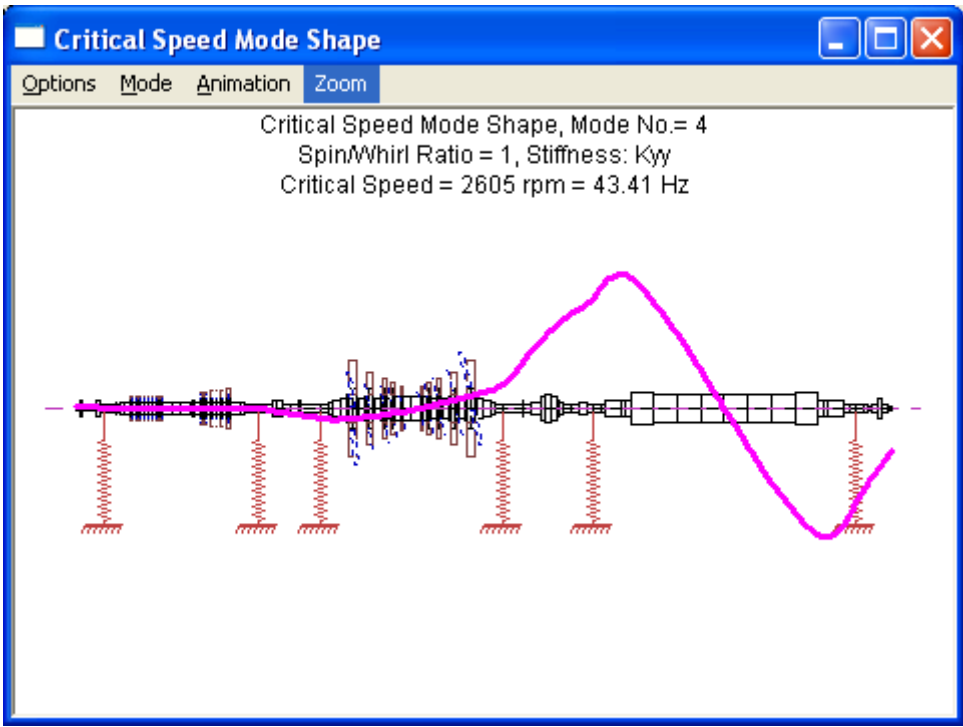 Critical Speed Mode Shape
Options Mode Animation Zoom
Critical Speed Mode Shape, Mode No.= 4
Spin/Whirl Ratio = 1, Stiffness: Kyy
Critical Speed = 2605 rpm = 43.41 Hz